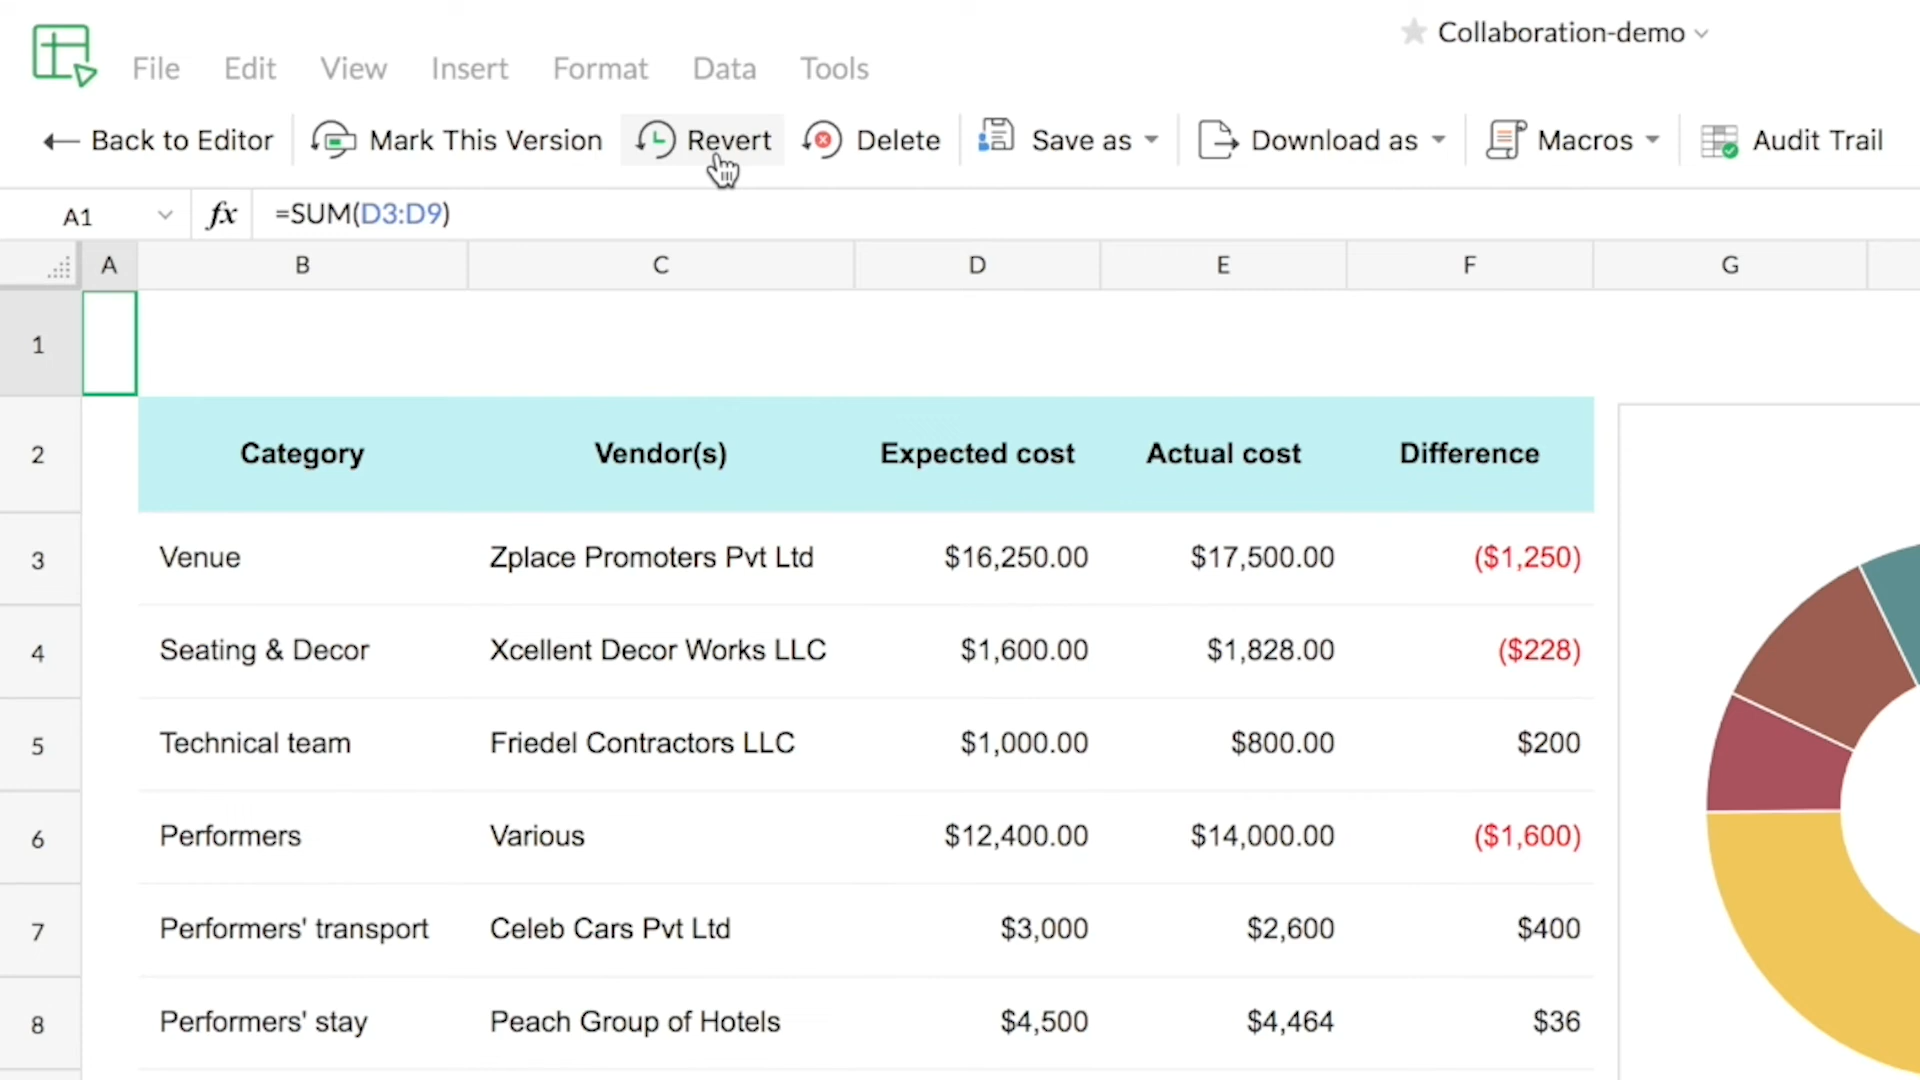 Collaboration-demo
File Edit View Insert Format Data Tools
Back to Editor Mark This Version Revert Delete Save as Download as Macros Audit Trail
A1 fx =SUM(D3:D9)
A B C D E F G
1
2 Category Vendor(s) Expected cost Actual cost Difference
3 Venue Zplace Promoters Pvt Ltd $16,250.00 $17,500.00 ($1,250)
4 Seating & Decor Xcellent Decor Works LLC $1,600.00 $1,828.00 ($228)
5 Technical team Friedel Contractors LLC $1,000.00 $800.00 $200
6 Performers Various $12,400.00 $14,000.00 ($1,600)
7 Performers' transport Celeb Cars Pvt Ltd $3,000 $2,600 $400
8 Performers' stay Peach Group of Hotels $4,500 $4,464 $36